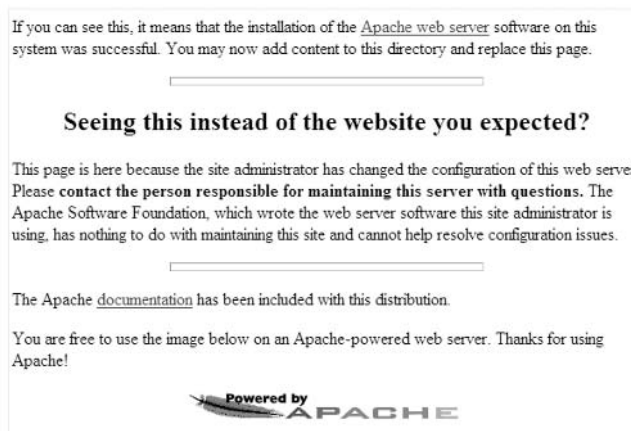 If you can see this, it means that the installation of the Apache web server software on this
system was successful. You may now add content to this directory and replace this page.
Seeing this instead of the website you expected?
This page is here because the site administrator has changed the configuration of this web serve
Please contact the person responsible for maintaining this server with questions. The
Apache Software Foundation, which wrote the web server software this site administrator is
using, has nothing to do with maintaining this site and cannot help resolve configuration issues.
The Apache documentation has been included with this distribution.
You are free to use the image below on an Apache-powered web server. Thanks for using
Apache!
Powered by
APACHE